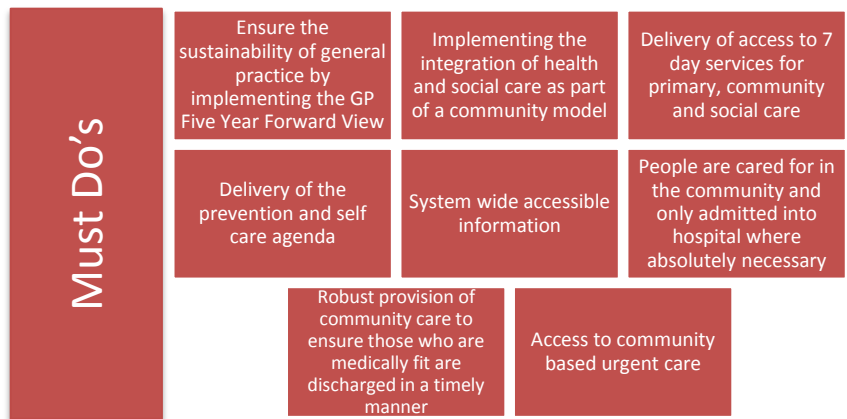 Must Do's
Ensure the
sustainability of general
practice by
implementing the GP
Five Year Forward View
Implementing the
integration of health
and social care as part
of a community model
Delivery of access to 7
day services for
primary, community
and social care
Delivery of the
prevention and self
care agenda
System wide accessible
information
People are cared for in
the community and
only admitted into
hospital where
absolutely necessary
Robust provision of
community care to
ensure those who are
medically fit are
discharged in a timely
manner
Access to community
based urgent care